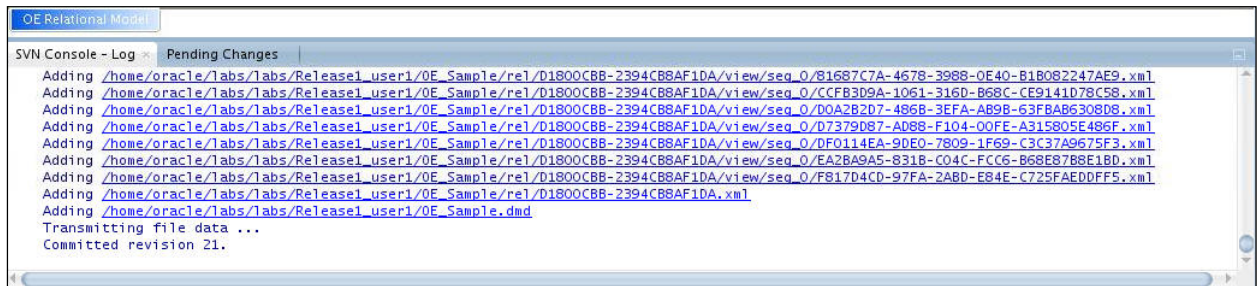 OE Relational Model
SVN Console - Log × Pending Changes
Adding /home/oracle/labs/labs/Release1_user1/OE_Sample/rel/D1800CBB-2394CB8AF1DA/view/seq_0/81687C7A-4678-3988-0E40-B1B082247AE9.xml
Adding /home/oracle/labs/labs/Release1_user1/OE_Sample/rel/D1800CBB-2394CB8AF1DA/view/seq_0/CCFB3D9A-1061-316D-B68C-CE9141D78C58.xml
Adding /home/oracle/labs/labs/Release1_user1/OE_Sample/rel/D1800CBB-2394CB8AF1DA/view/seq_0/D0A2B2D7-486B-3EFA-AB9B-63FBAB6308D8.xml
Adding /home/oracle/labs/labs/Release1_user1/OE_Sample/rel/D1800CBB-2394CB8AF1DA/view/seq_0/D7379D87-AD88-F104-00FE-A315805E486F.xml
Adding /home/oracle/labs/labs/Release1_user1/OE_Sample/rel/D1800CBB-2394CB8AF1DA/view/seq_0/DF0114EA-9DE0-7809-1F69-C3C37A9675F3.xml
Adding /home/oracle/labs/labs/Release1_user1/OE_Sample/rel/D1800CBB-2394CB8AF1DA/view/seq_0/EA2BA9A5-831B-C04C-FCC6-B68E87B8E1BD.xml
Adding /home/oracle/labs/labs/Release1_user1/OE_Sample/rel/D1800CBB-2394CB8AF1DA/view/seq_0/F817D4CD-97FA-2ABD-E84E-C725FAEDDFF5.xml
Adding /home/oracle/labs/labs/Release1_user1/OE_Sample/rel/D1800CBB-2394CB8AF1DA.xml
Adding /home/oracle/labs/labs/Release1_user1/OE_Sample.dmd
Transmitting file data ...
Committed revision 21.